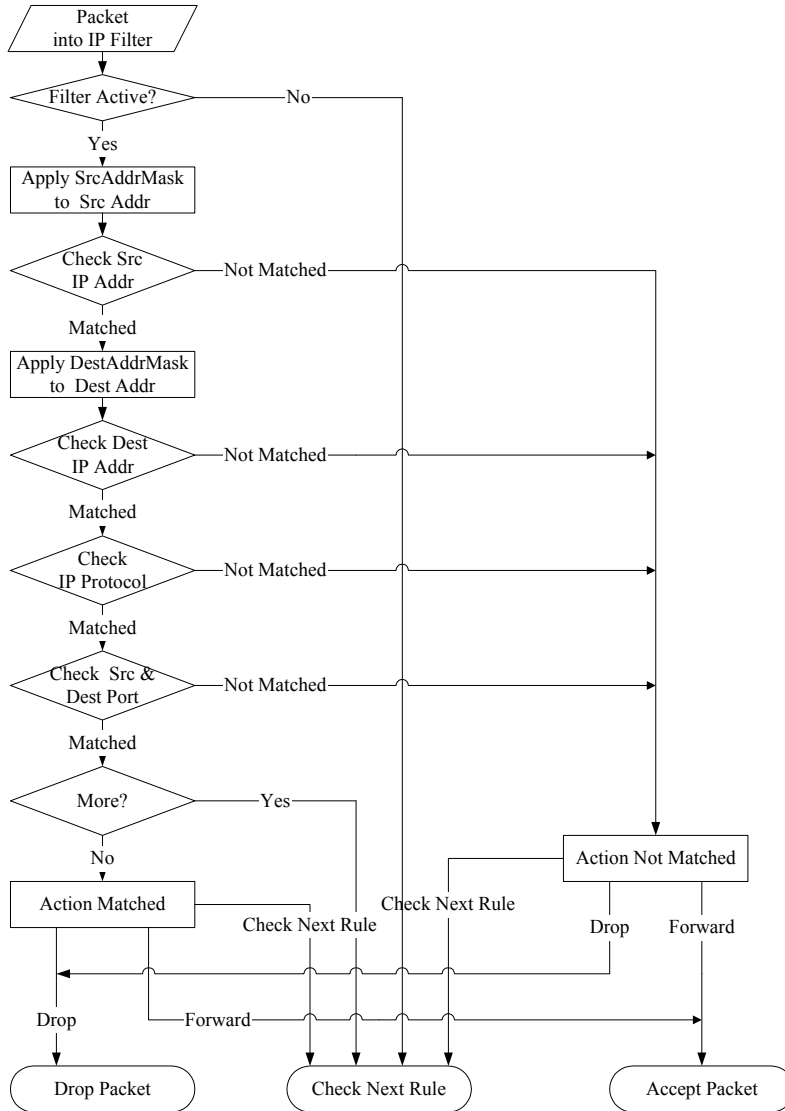 Packet
into IP Filter
Filter Active?
No
Yes
Apply SrcAddrMask
to Src Addr
Check Src
IP Addr
Not Matched
Matched
Apply DestAddrMask
to Dest Addr
Check Dest
IP Addr
Not Matched
Matched
Check
IP Protocol
Not Matched
Matched
Check Src &
Dest Port
Not Matched
Matched
More?
Yes
No
Action Not Matched
Action Matched
Check Next Rule
Check Next Rule
Drop
Forward
Drop
Forward
Drop Packet
Check Next Rule
Accept Packet